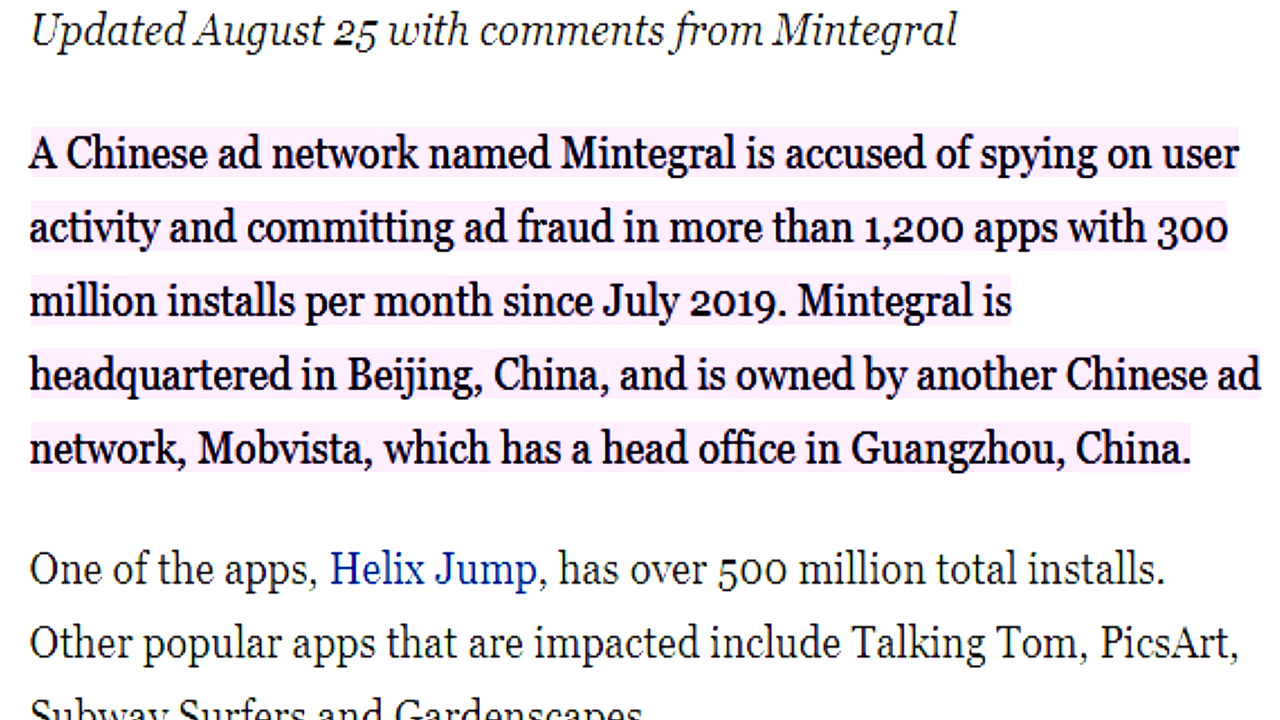 Updated August 25 with comments from Mintegral
A Chinese ad network named Mintegral is accused of spying on user
activity and committing ad fraud in more than 1,200 apps with 300
million installs per month since July 2019. Mintegral is
headquartered in Beijing, China, and is owned by another Chinese ad
network, Mobvista, which has a head office in Guangzhou, China.
One of the apps, Helix Jump, has over 500 million total installs.
Other popular apps that are impacted include Talking Tom, PicsArt,
Subway Surfers and Gardenscapes.